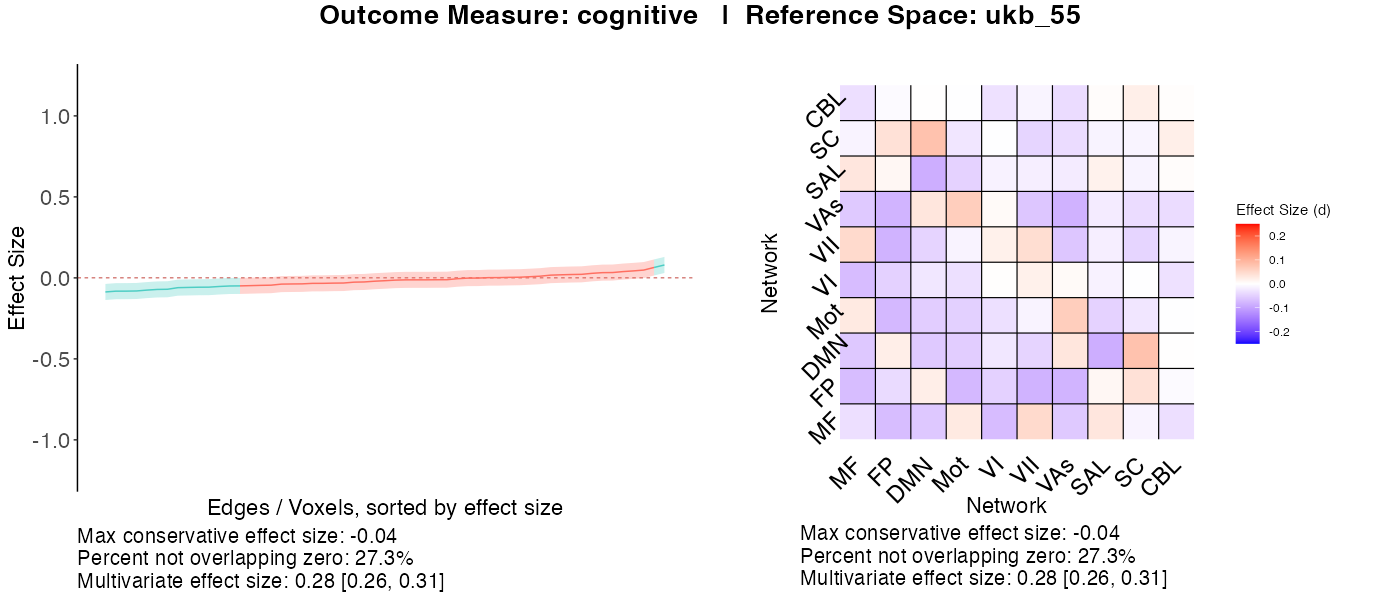 Outcome Measure: cognitive | Reference Space: ukb_55
Effect Size
1.0
0.5
0.0
-0.5
-1.0
Edges / Voxels, sorted by effect size
Max conservative effect size: -0.04
Percent not overlapping zero: 27.3%
Multivariate effect size: 0.28 [0.26, 0.31]
Network
CBL
SC
SAL
VAs
VII
VI
Mot
DMN
FP
MF
MF FP DMN Mot VI VII VAs SAL SC CBL
Network
Max conservative effect size: -0.04
Percent not overlapping zero: 27.3%
Multivariate effect size: 0.28 [0.26, 0.31]
Effect Size (d)
0.2
0.1
0.0
-0.1
-0.2